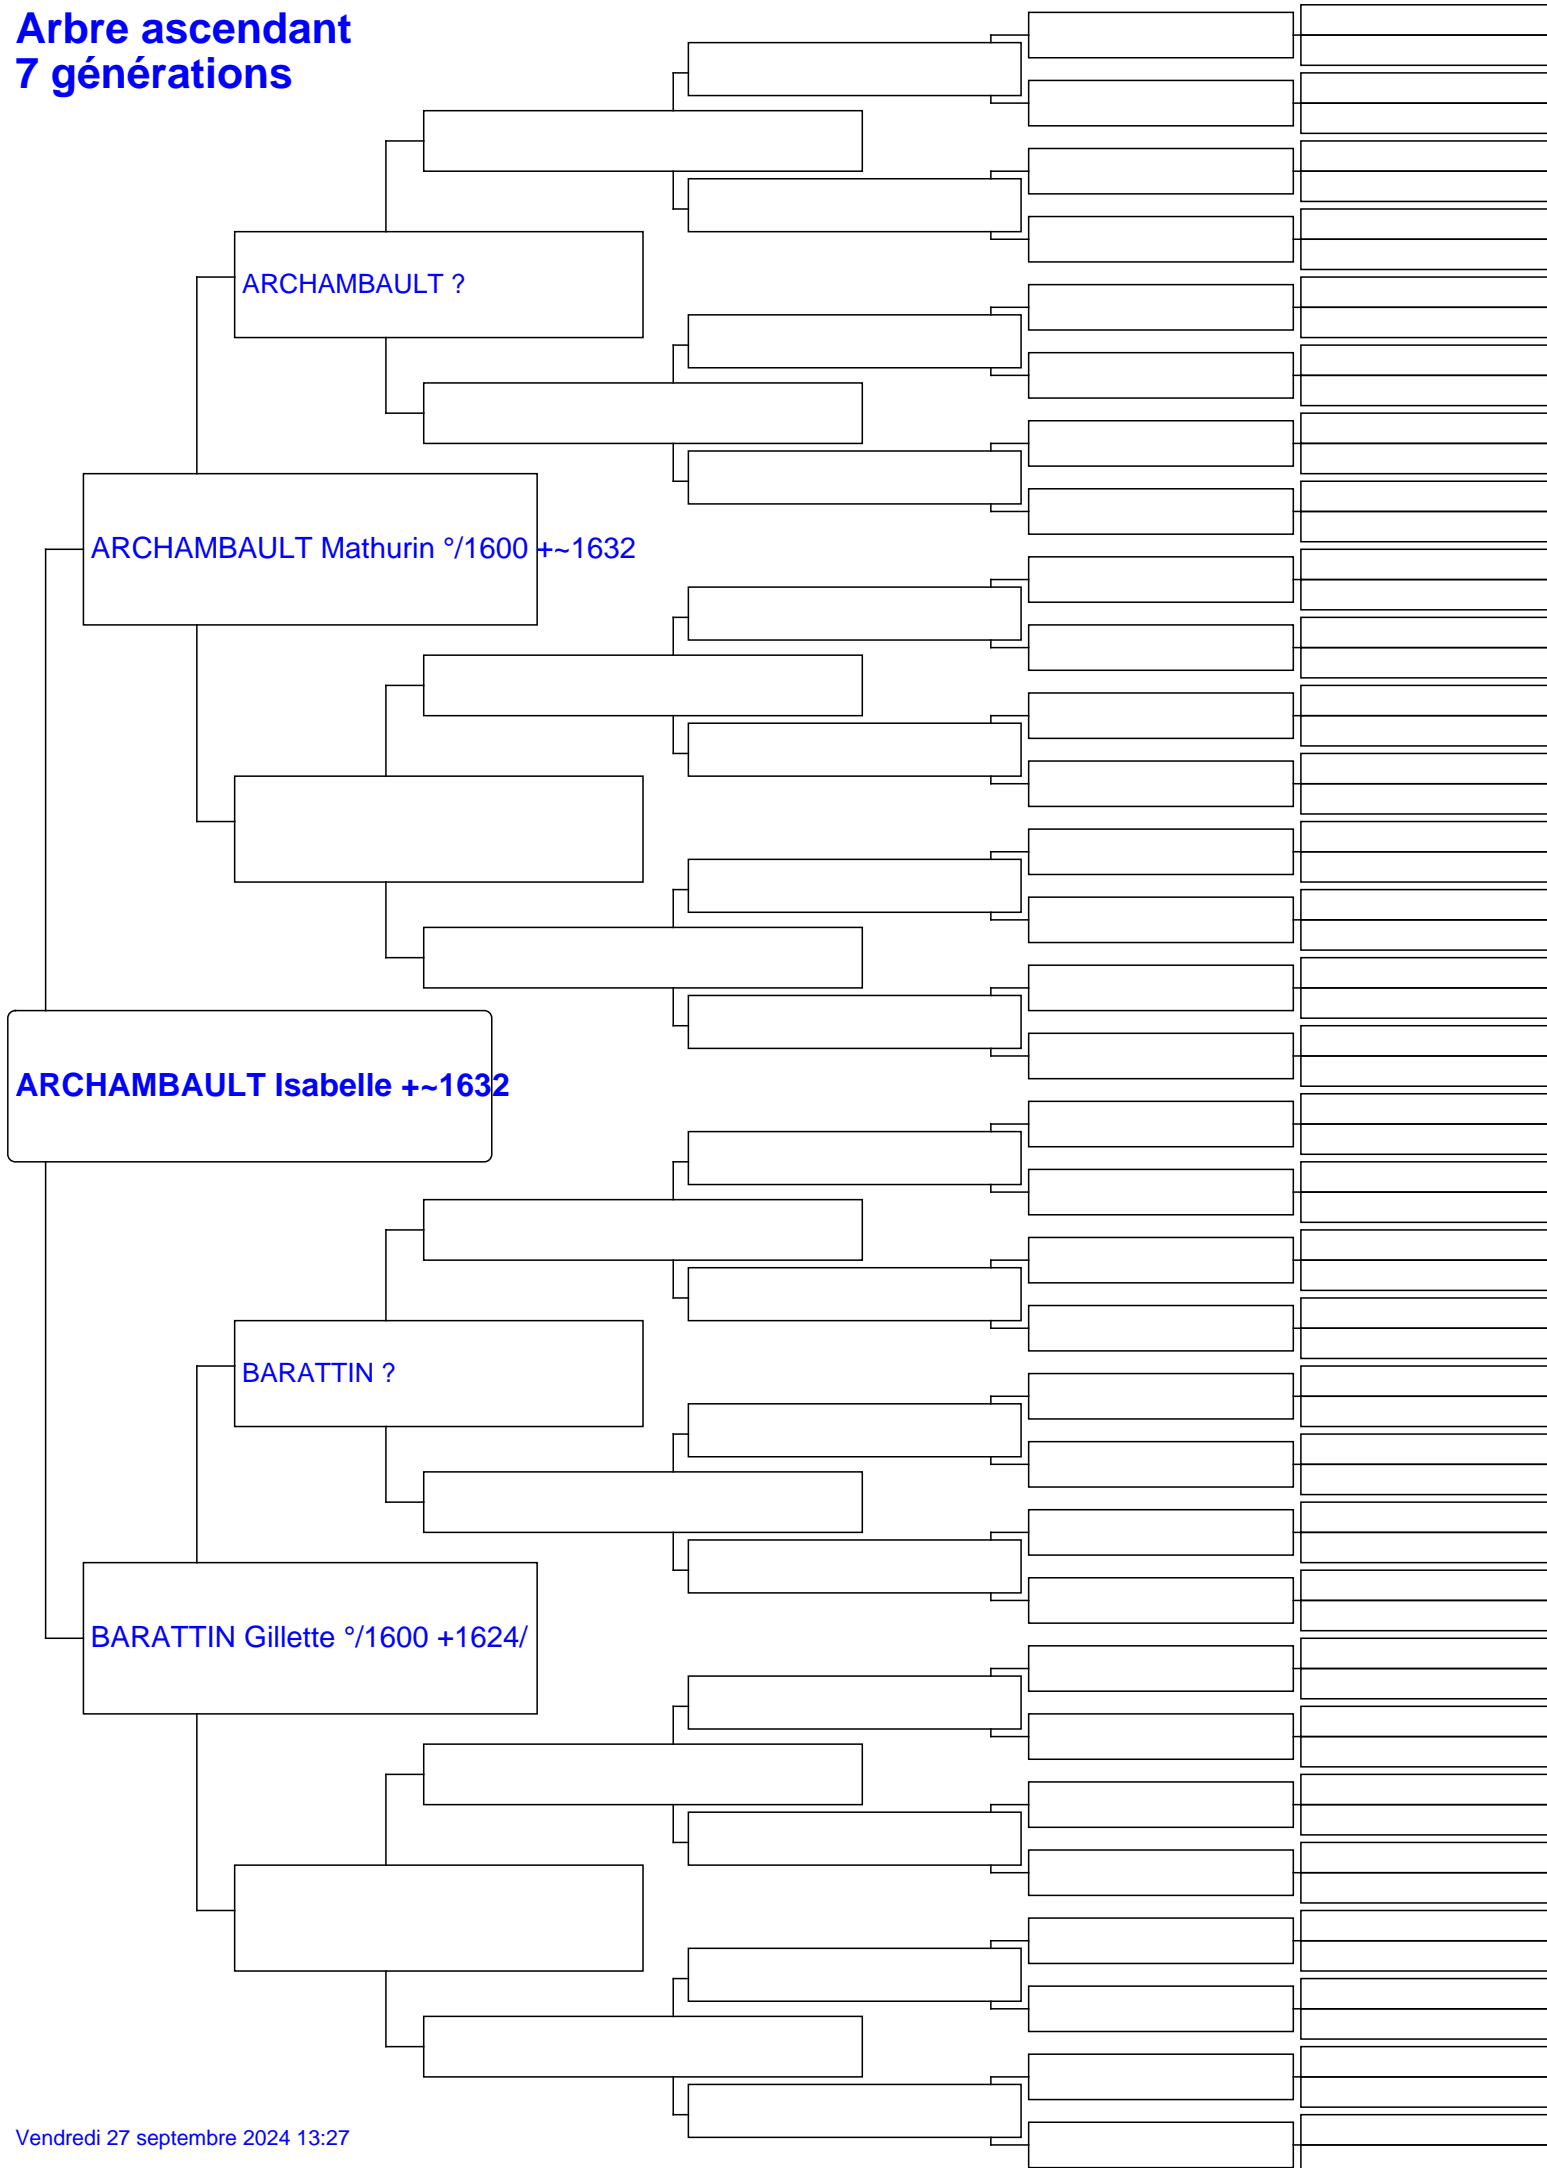 Arbre ascendant
7 générations
ARCHAMBAULT ?
ARCHAMBAULT Mathurin °/1600 +~1632
ARCHAMBAULT Isabelle +~1632
BARATTIN ?
BARATTIN Gillette °/1600 +1624/
Vendredi 27 septembre 2024 13:27